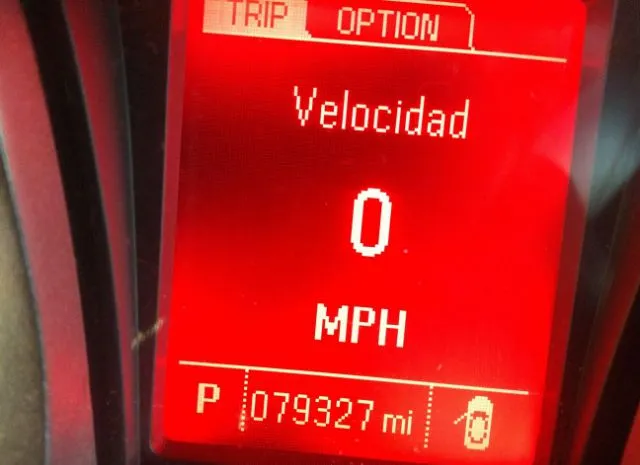 TRIP OPTION
Velocidad
0
MPH
P 079327 mi